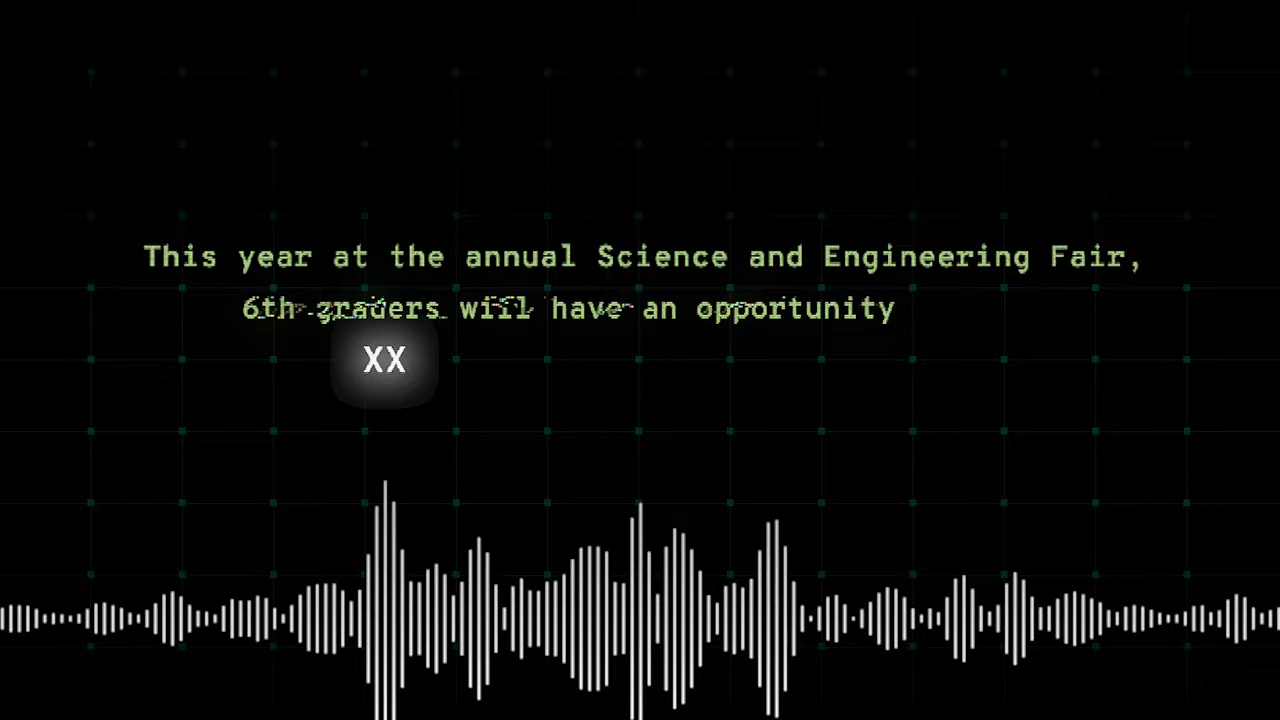 This year at the annual Science and Engineering Fair,
6th graders will have an opportunity
XX